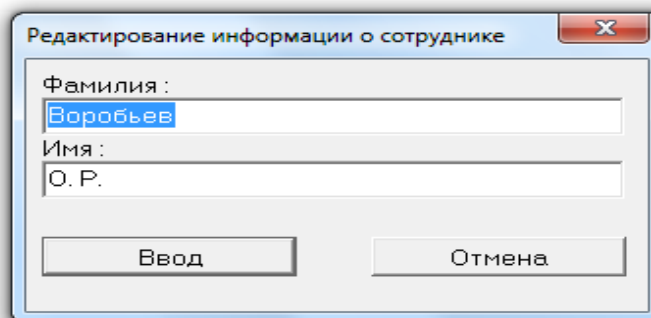 Редактирование информации о сотруднике
Фамилия :
Воробьев
Имя :
О. Р.
Ввод
Отмена